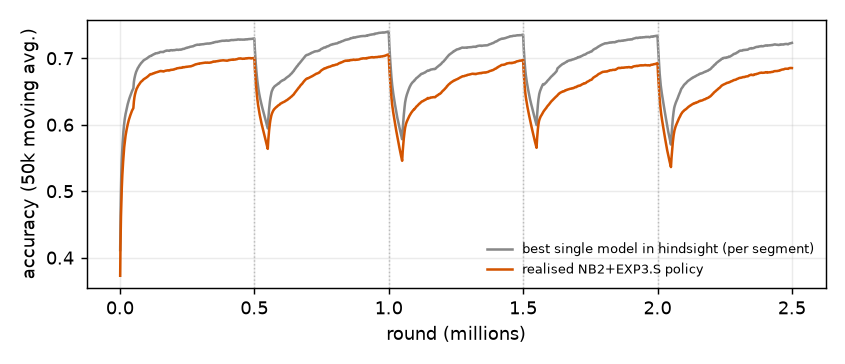 accuracy (50k moving avg.)
0.7
0.6
0.5
0.4
best single model in hindsight (per segment)
realised NB2+EXP3.S policy
0.0 0.5 1.0 1.5 2.0 2.5
round (millions)